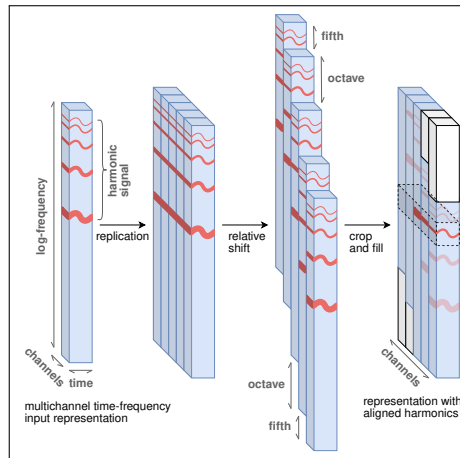 fifth
octave
log-frequency
harmonic
signal
replication
relative
shift
crop
and fill
channels
time
channels
octave
fifth
multichannel time-frequency
input representation
representation with
aligned harmonics